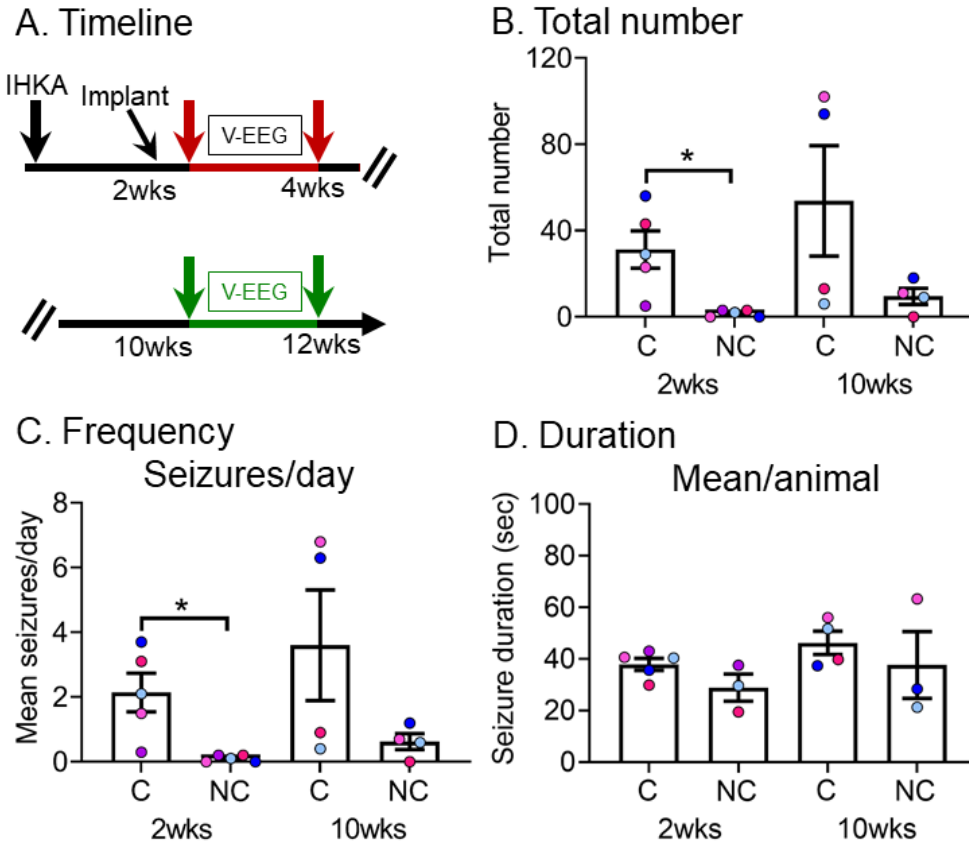 A. Timeline
IHKA
Implant
V-EEG
2wks
4wks
V-EEG
10wks
12wks
B. Total number
Total number
120
80
40
0
*
C
NC
C
NC
2wks
10wks
C. Frequency
Seizures/day
Mean seizures/day
8
6
4
2
0
*
C
NC
C
NC
2wks
10wks
D. Duration
Mean/animal
Seizure duration (sec)
100
80
60
40
20
0
C
NC
C
NC
2wks
10wks